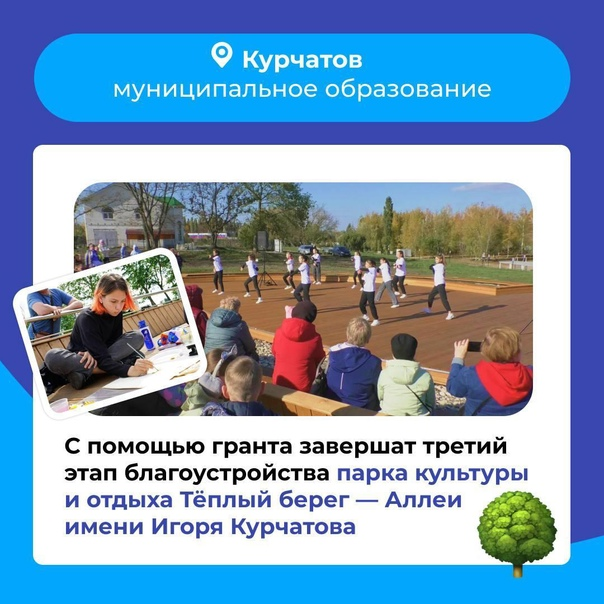 Курчатов
муниципальное образование
С помощью гранта завершат третий
этап благоустройства парка культуры
и отдыха Тёплый берег — Аллеи
имени Игоря Курчатова